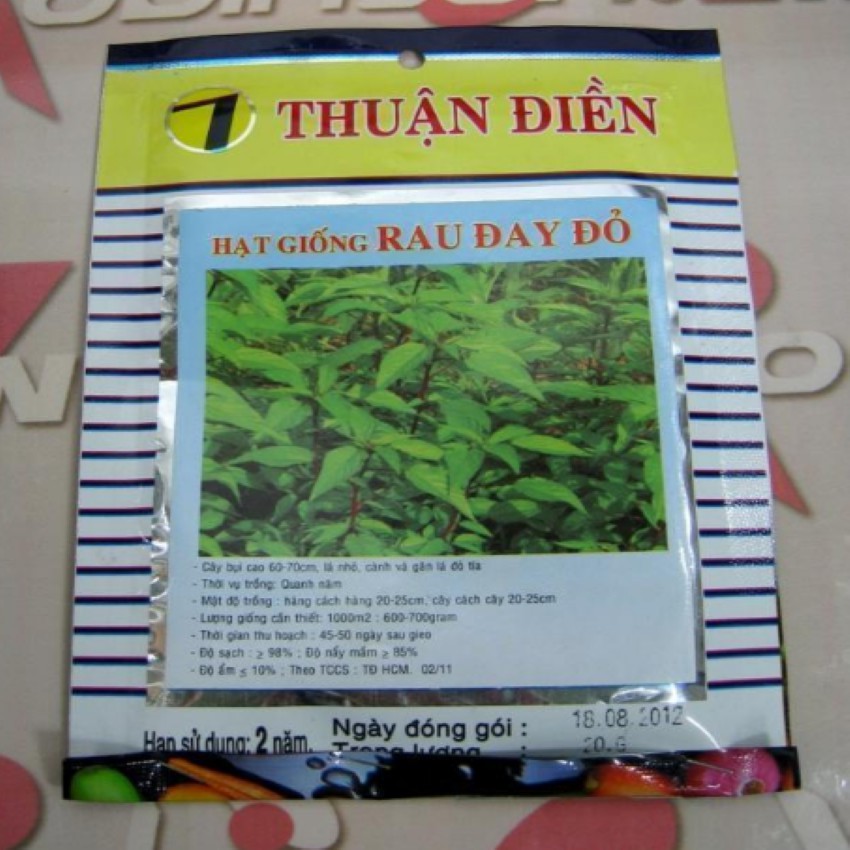 THUẬN ĐIỀN
HẠT GIỐNG RAU ĐAY ĐỎ
- Cây bụi cao 60-70cm, lá nhỏ, cành và gân lá đỏ tía
- Thời vụ trồng: Quanh năm
- Mật độ trồng : hàng cách hàng 20-25cm, cây cách cây 20-25cm
- Lượng giống cần thiết: 1000m2 : 600-700gram
- Thời gian thu hoạch : 45-50 ngày sau gieo
- Độ sạch : ≥ 98% ; Độ nẩy mầm ≥ 85%
- Độ ẩm ≤ 10% ; Theo TCCS : TĐ HCM. 02/11
Hạn sử dụng: 2 năm. Ngày đóng gói : 18.08.2012
Trọng lượng : 20.G